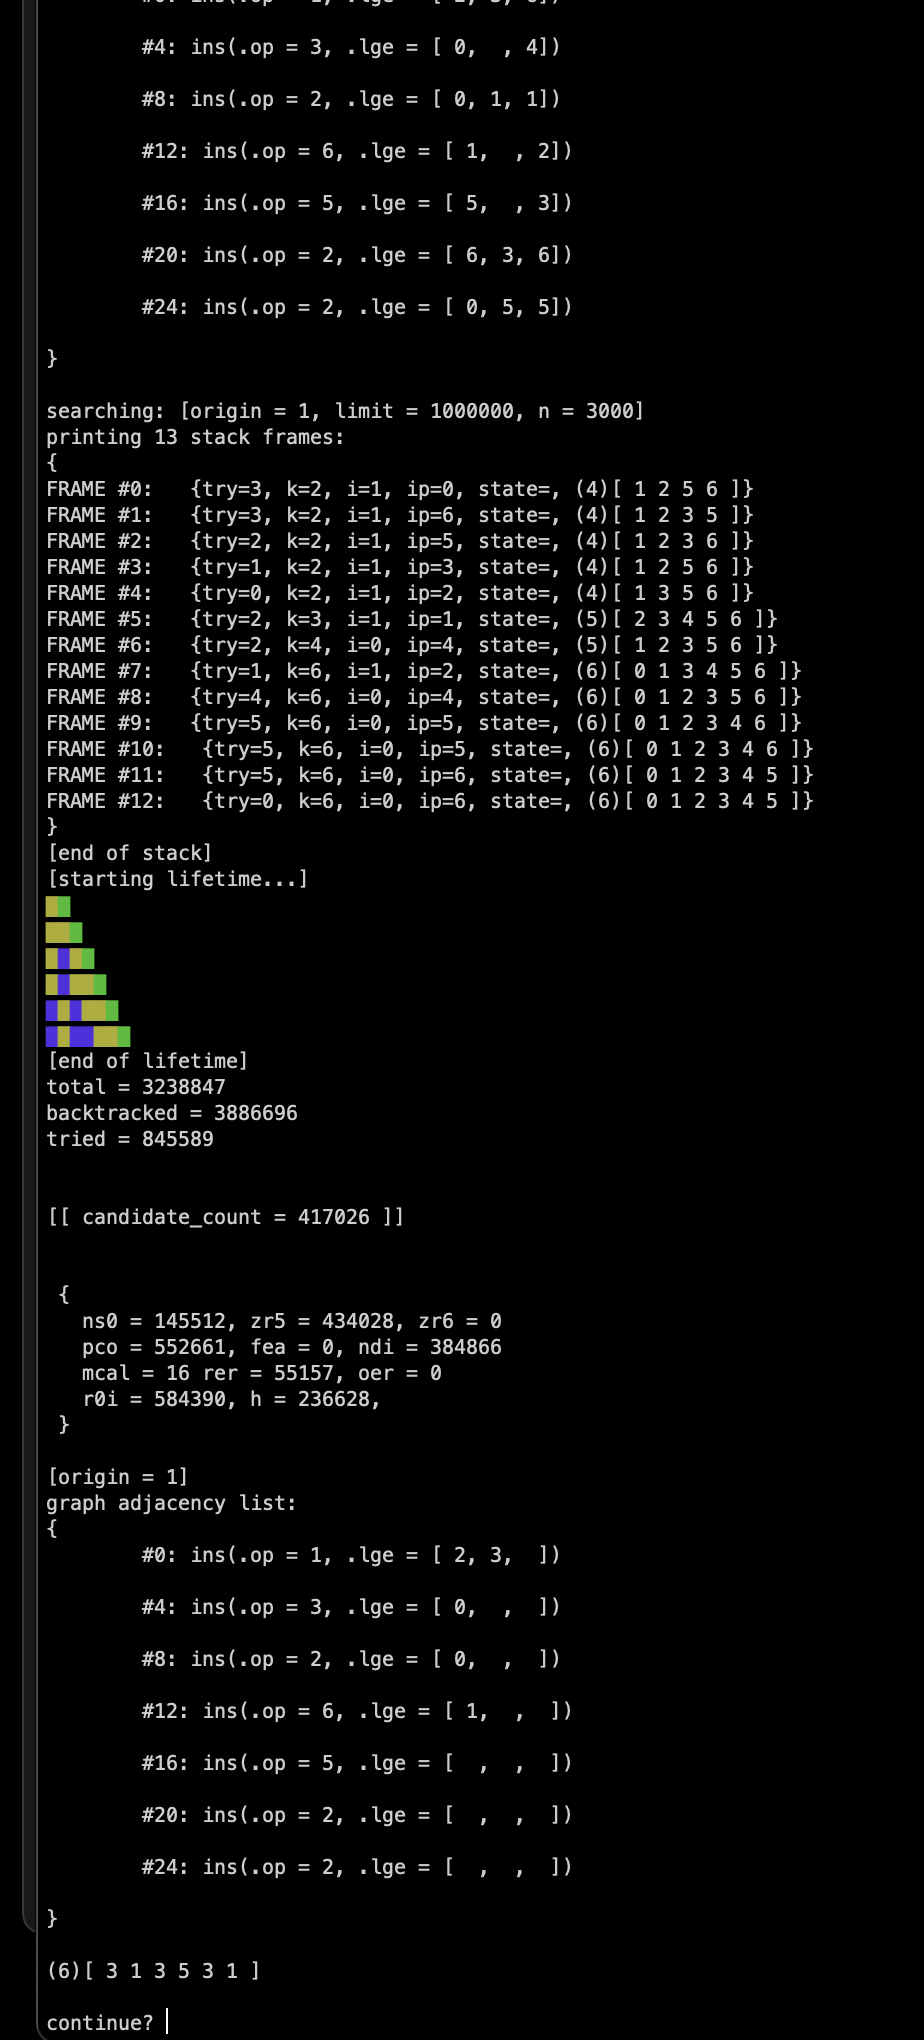 #4: ins(.op = 3, .lge = [ 0,  , 4])
#8: ins(.op = 2, .lge = [ 0, 1, 1])
#12: ins(.op = 6, .lge = [ 1,  , 2])
#16: ins(.op = 5, .lge = [ 5,  , 3])
#20: ins(.op = 2, .lge = [ 6, 3, 6])
#24: ins(.op = 2, .lge = [ 0, 5, 5])
}
searching: [origin = 1, limit = 1000000, n = 3000]
printing 13 stack frames:
{
FRAME #0:   {try=3, k=2, i=1, ip=0, state=, (4)[ 1 2 5 6 ]}
FRAME #1:   {try=3, k=2, i=1, ip=6, state=, (4)[ 1 2 3 5 ]}
FRAME #2:   {try=2, k=2, i=1, ip=5, state=, (4)[ 1 2 3 6 ]}
FRAME #3:   {try=1, k=2, i=1, ip=3, state=, (4)[ 1 2 5 6 ]}
FRAME #4:   {try=0, k=2, i=1, ip=2, state=, (4)[ 1 3 5 6 ]}
FRAME #5:   {try=2, k=3, i=1, ip=1, state=, (5)[ 2 3 4 5 6 ]}
FRAME #6:   {try=2, k=4, i=0, ip=4, state=, (5)[ 1 2 3 5 6 ]}
FRAME #7:   {try=1, k=6, i=1, ip=2, state=, (6)[ 0 1 3 4 5 6 ]}
FRAME #8:   {try=4, k=6, i=0, ip=4, state=, (6)[ 0 1 2 3 5 6 ]}
FRAME #9:   {try=5, k=6, i=0, ip=5, state=, (6)[ 0 1 2 3 4 6 ]}
FRAME #10:   {try=5, k=6, i=0, ip=5, state=, (6)[ 0 1 2 3 4 6 ]}
FRAME #11:   {try=5, k=6, i=0, ip=6, state=, (6)[ 0 1 2 3 4 5 ]}
FRAME #12:   {try=0, k=6, i=0, ip=6, state=, (6)[ 0 1 2 3 4 5 ]}
}
[end of stack]
[starting lifetime...]
[end of lifetime]
total = 3238847
backtracked = 3886696
tried = 845589
[[ candidate_count = 417026 ]]
{
ns0 = 145512, zr5 = 434028, zr6 = 0
pco = 552661, fea = 0, ndi = 384866
mcal = 16 rer = 55157, oer = 0
r0i = 584390, h = 236628,
}
[origin = 1]
graph adjacency list:
{
#0: ins(.op = 1, .lge = [ 2, 3,  ])
#4: ins(.op = 3, .lge = [ 0,  ,  ])
#8: ins(.op = 2, .lge = [ 0,  ,  ])
#12: ins(.op = 6, .lge = [ 1,  ,  ])
#16: ins(.op = 5, .lge = [  ,  ,  ])
#20: ins(.op = 2, .lge = [  ,  ,  ])
#24: ins(.op = 2, .lge = [  ,  ,  ])
}
(6)[ 3 1 3 5 3 1 ]
continue?